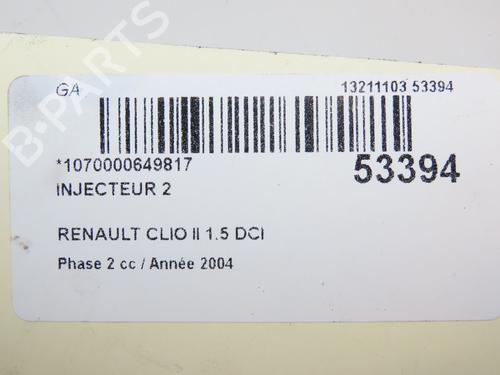 GA
13211103 53394
*1070000649817
53394
INJECTEUR 2
RENAULT CLIO II 1.5 DCI
Phase 2 cc / Année 2004
B-PARTS